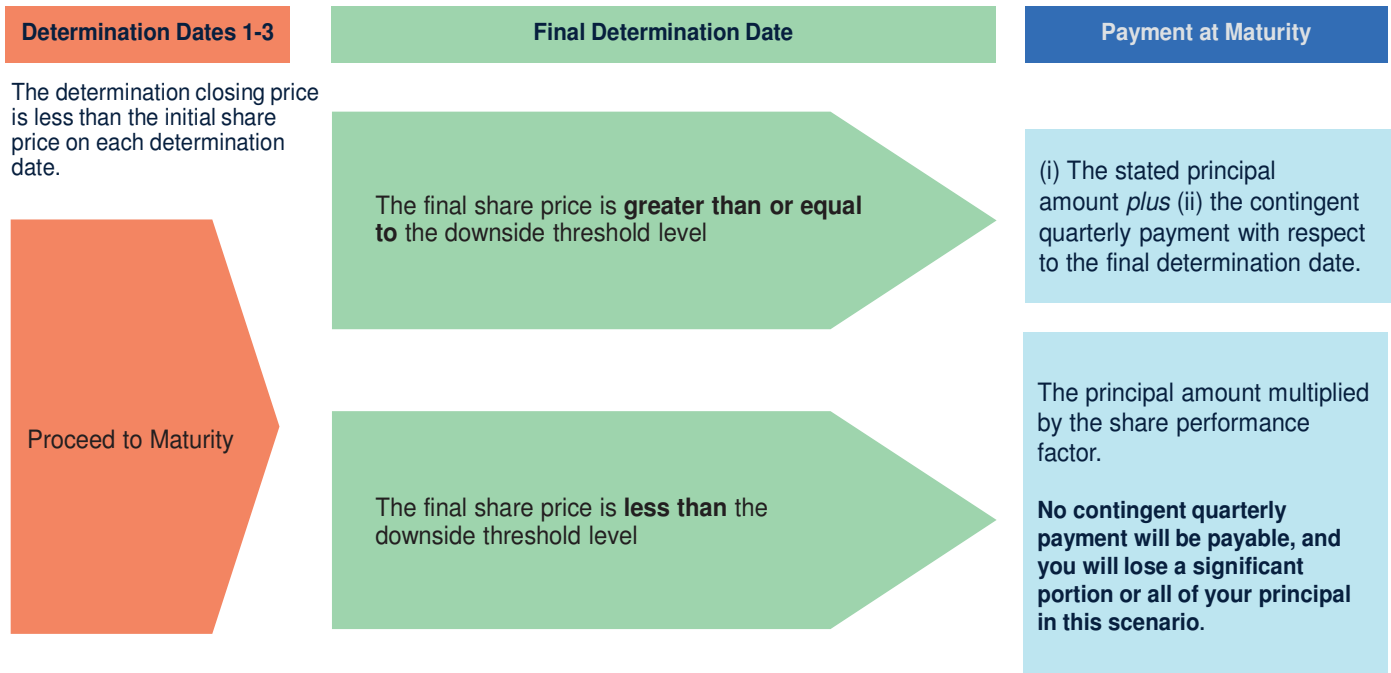 Determination Dates 1-3
Final Determination Date
Payment at Maturity
The determination closing price
is less than the initial share
price on each determination
date.
Proceed to Maturity
The final share price is greater than or equal
to the downside threshold level
(i) The stated principal
amount plus (ii) the contingent
quarterly payment with respect
to the final determination date.
The final share price is less than the
downside threshold level
The principal amount multiplied
by the share performance
factor.
No contingent quarterly
payment will be payable, and
you will lose a significant
portion or all of your principal
in this scenario.